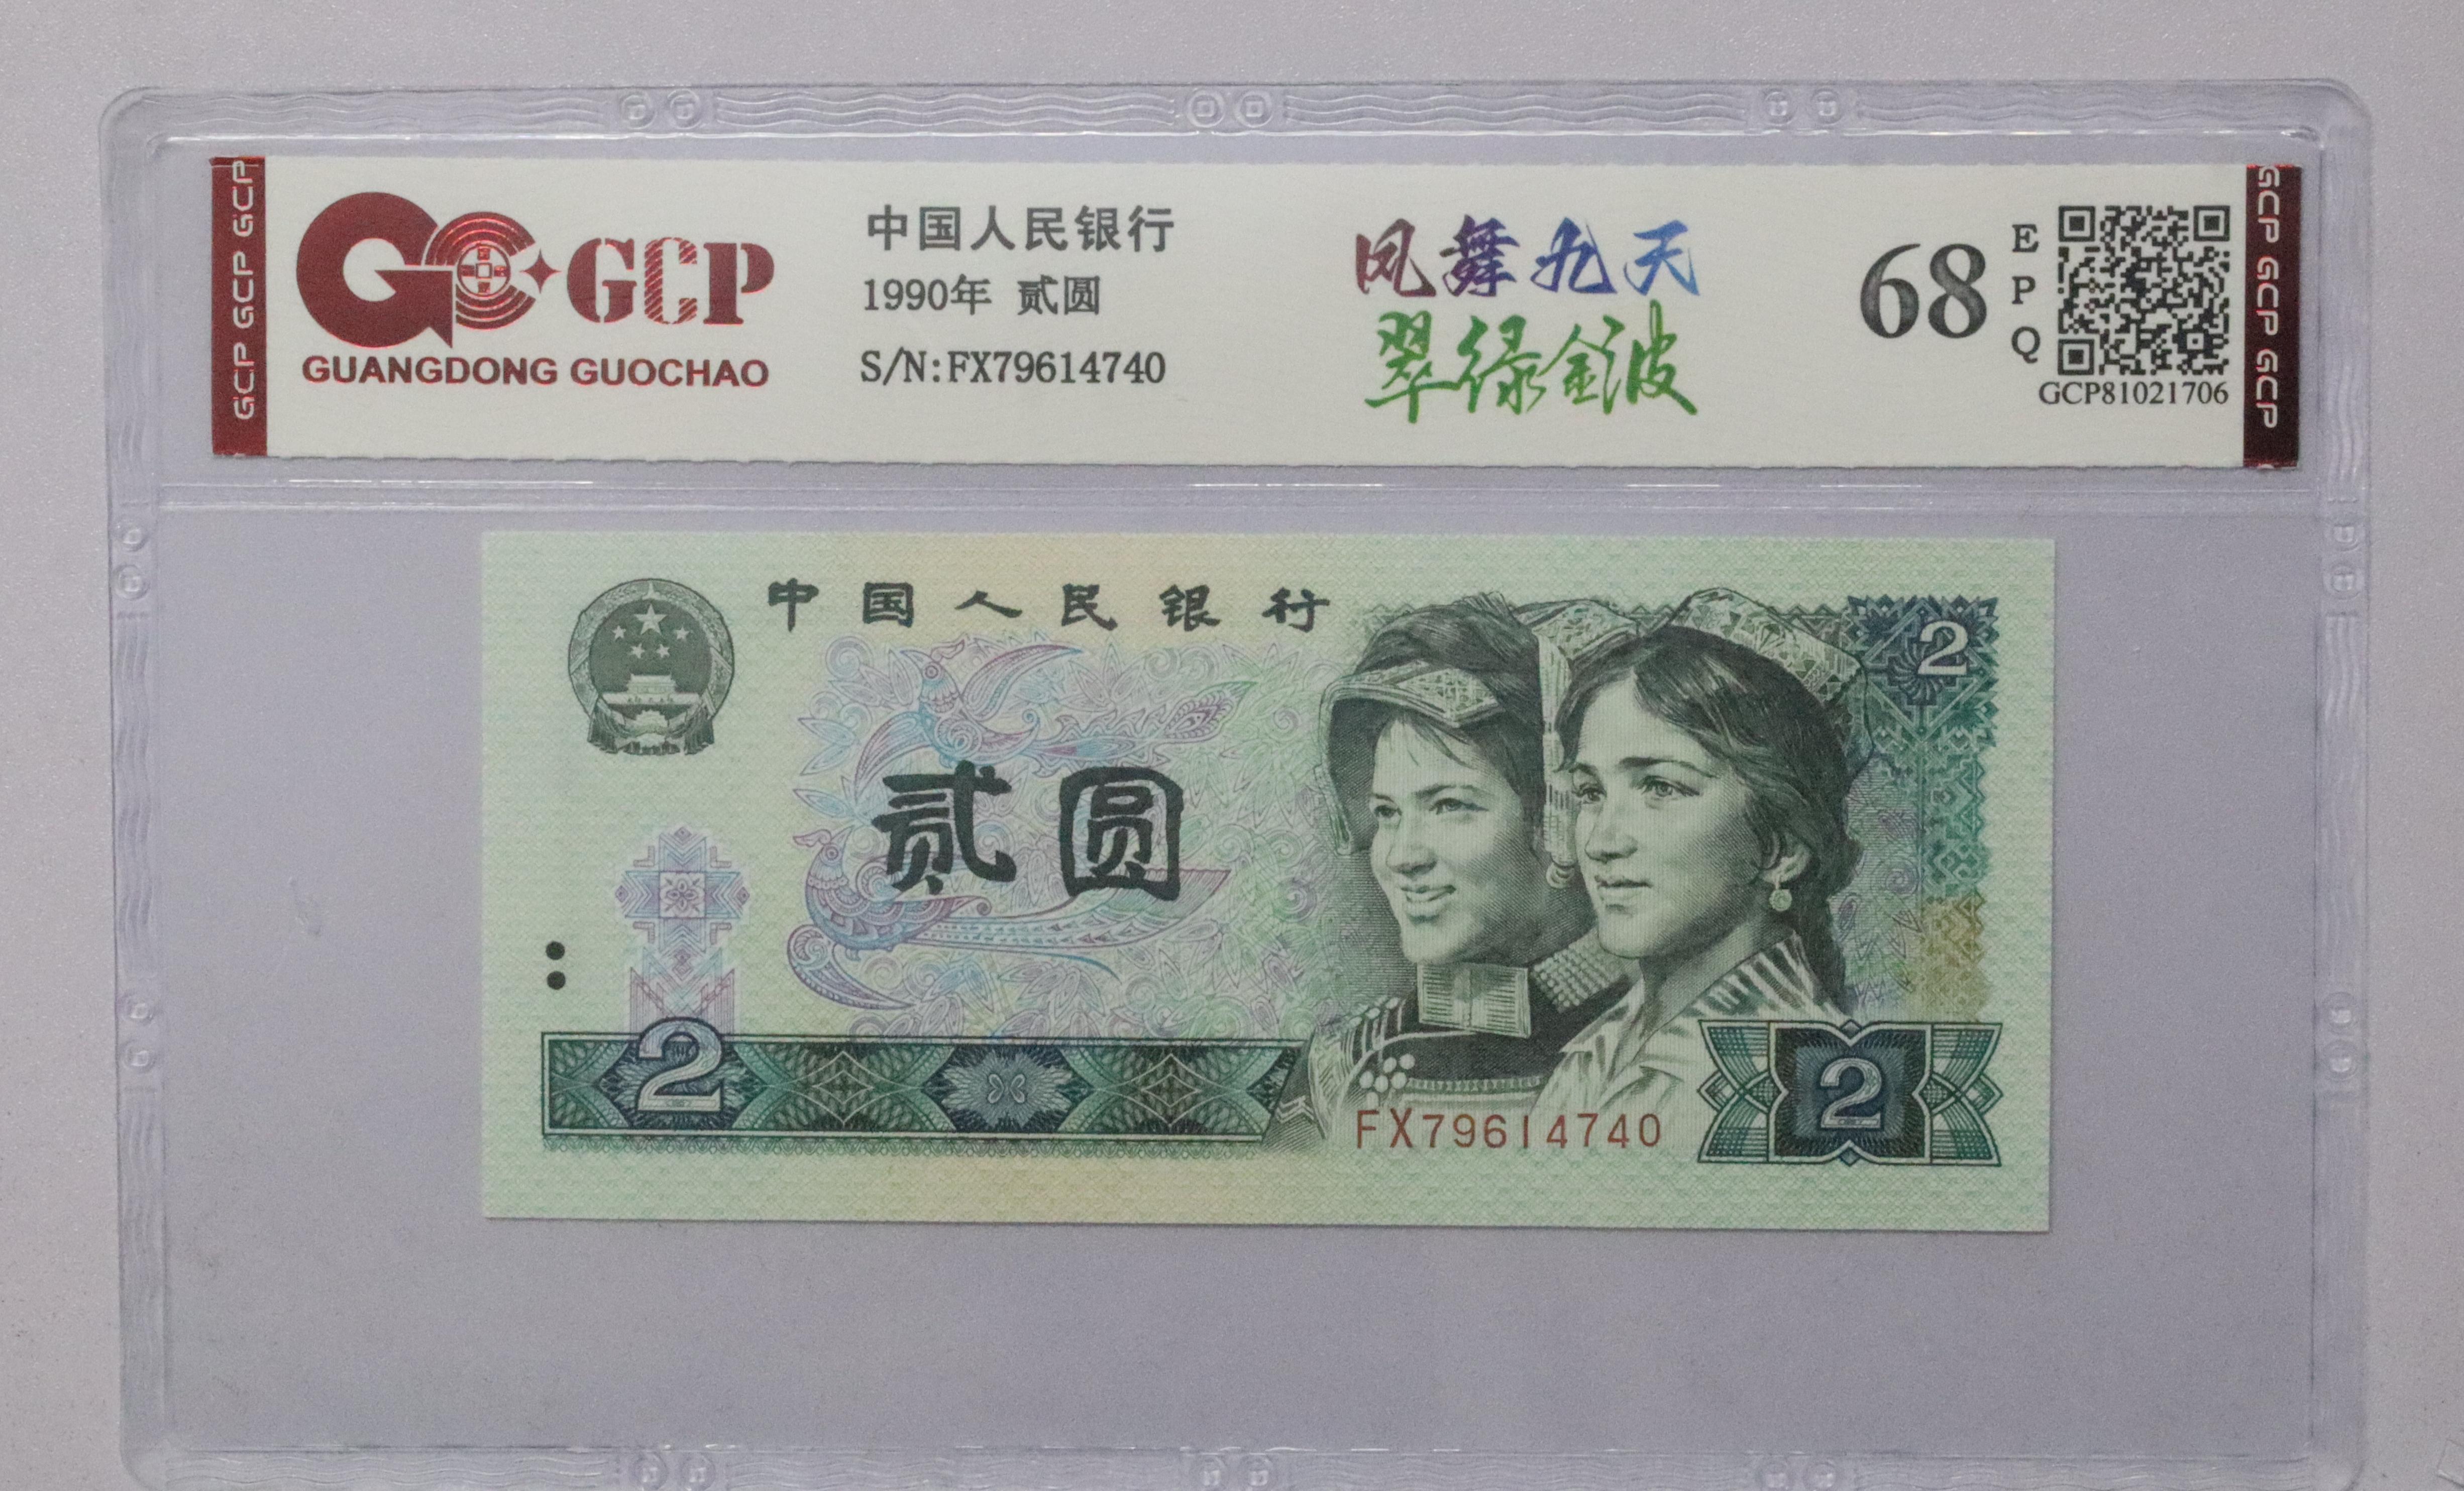 GCP GCP GCP
GCP
GUANGDONG GUOCHAO
中国人民银行
1990年 贰圆
S/N:FX79614740
凤舞九天
翠绿金波
68
EPQ
GCP81021706
GCP GCP GCP
中国人民银行
2
贰圆
2
FX79614740
2